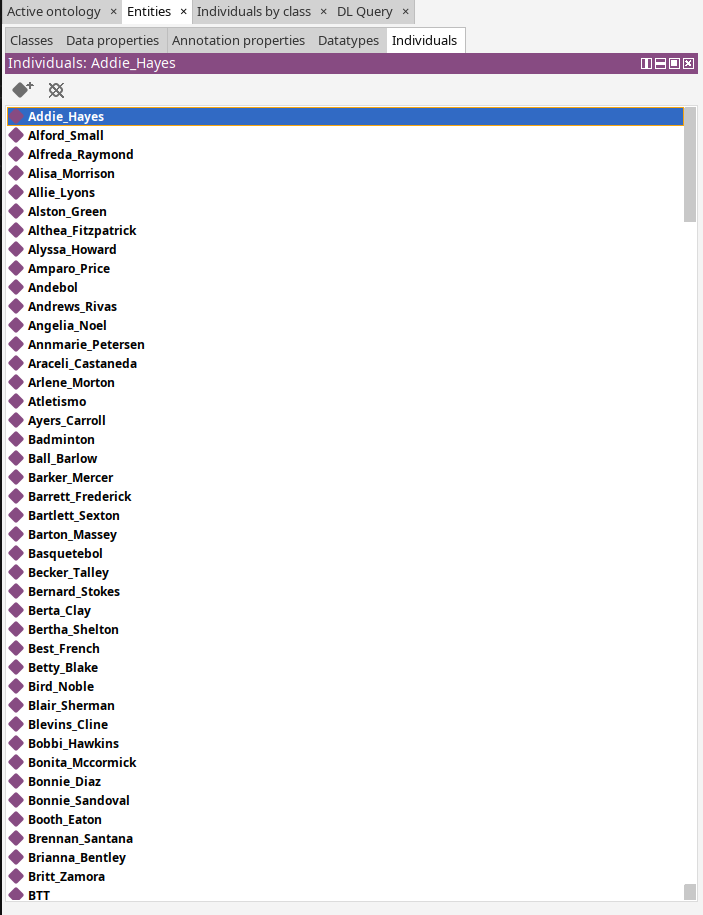 Active ontology × Entities × Individuals by class × DL Query ×
Classes Data properties Annotation properties Datatypes Individuals
Individuals: Addie_Hayes
Addie_Hayes
Alford_Small
Alfreda_Raymond
Alisa_Morrison
Allie_Lyons
Alston_Green
Althea_Fitzpatrick
Alyssa_Howard
Amparo_Price
Andebol
Andrews_Rivas
Angelia_Noel
Annmarie_Petersen
Araceli_Castaneda
Arlene_Morton
Atletismo
Ayers_Carroll
Badminton
Ball_Barlow
Barker_Mercer
Barrett_Frederick
Bartlett_Sexton
Barton_Massey
Basquetebol
Becker_Talley
Bernard_Stokes
Berta_Clay
Bertha_Shelton
Best_French
Betty_Blake
Bird_Noble
Blair_Sherman
Blevins_Cline
Bobbi_Hawkins
Bonita_Mccormick
Bonnie_Diaz
Bonnie_Sandoval
Booth_Eaton
Brennan_Santana
Brianna_Bentley
Britt_Zamora
BTT